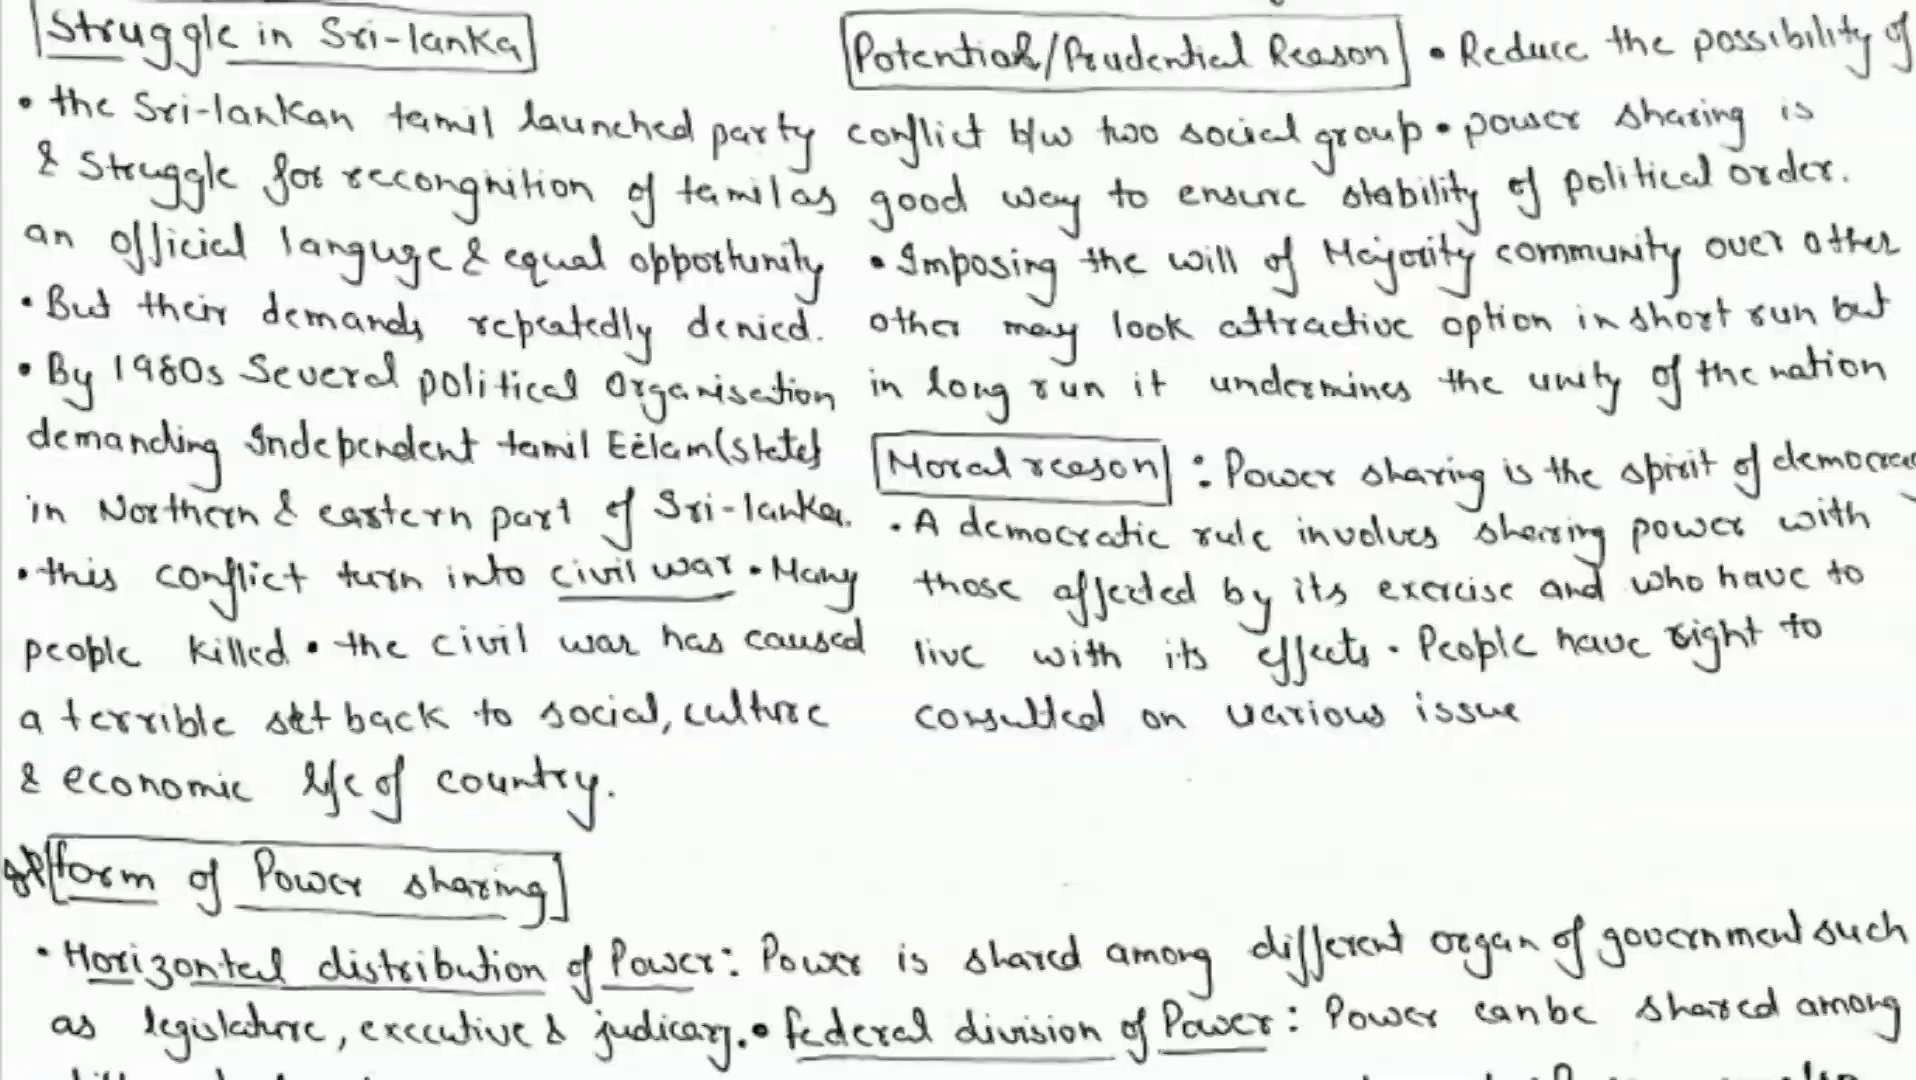 Struggle in Sri-lanka
• the Sri-lankan tamil launched party
& Struggle for recongnition of tamil as
an official languge & equal opportunity
• But their demands repeatedly denied.
• By 1980s Several political Organisation
demanding Independent tamil Eelam (state)
in Northern & eastern part of Sri-lanka.
• this conflict turn into civil war • Many
people killed • the civil war has caused
a terrible set back to social, culture
& economic life of country.
Potential/Prudential Reason • Reduce the possibility of
conflict b/w two social group • power sharing is
good way to ensure stability of political order.
• Imposing the will of Majority community over other
other may look attractive option in short run but
in long run it undermines the unity of the nation
Moral reason : Power sharing is the spirit of democrac
• A democratic rule involves sharing power with
those affected by its exercise and who have to
live with its effects • People have right to
consulted on various issue
form of Power sharing
• Horizontal distribution of Power: Power is shared among different organ of government such
as legislature, executive & judicary. • federal division of Power: Power can be shared among